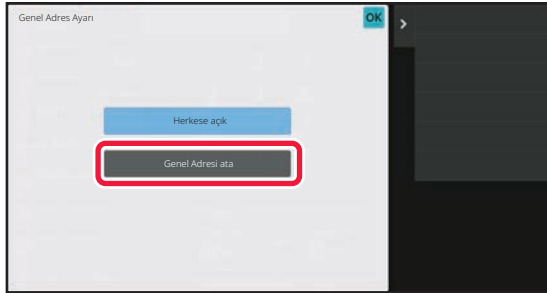 Genel Adres Ayarı
OK
Herkese açık
Genel Adresi ata